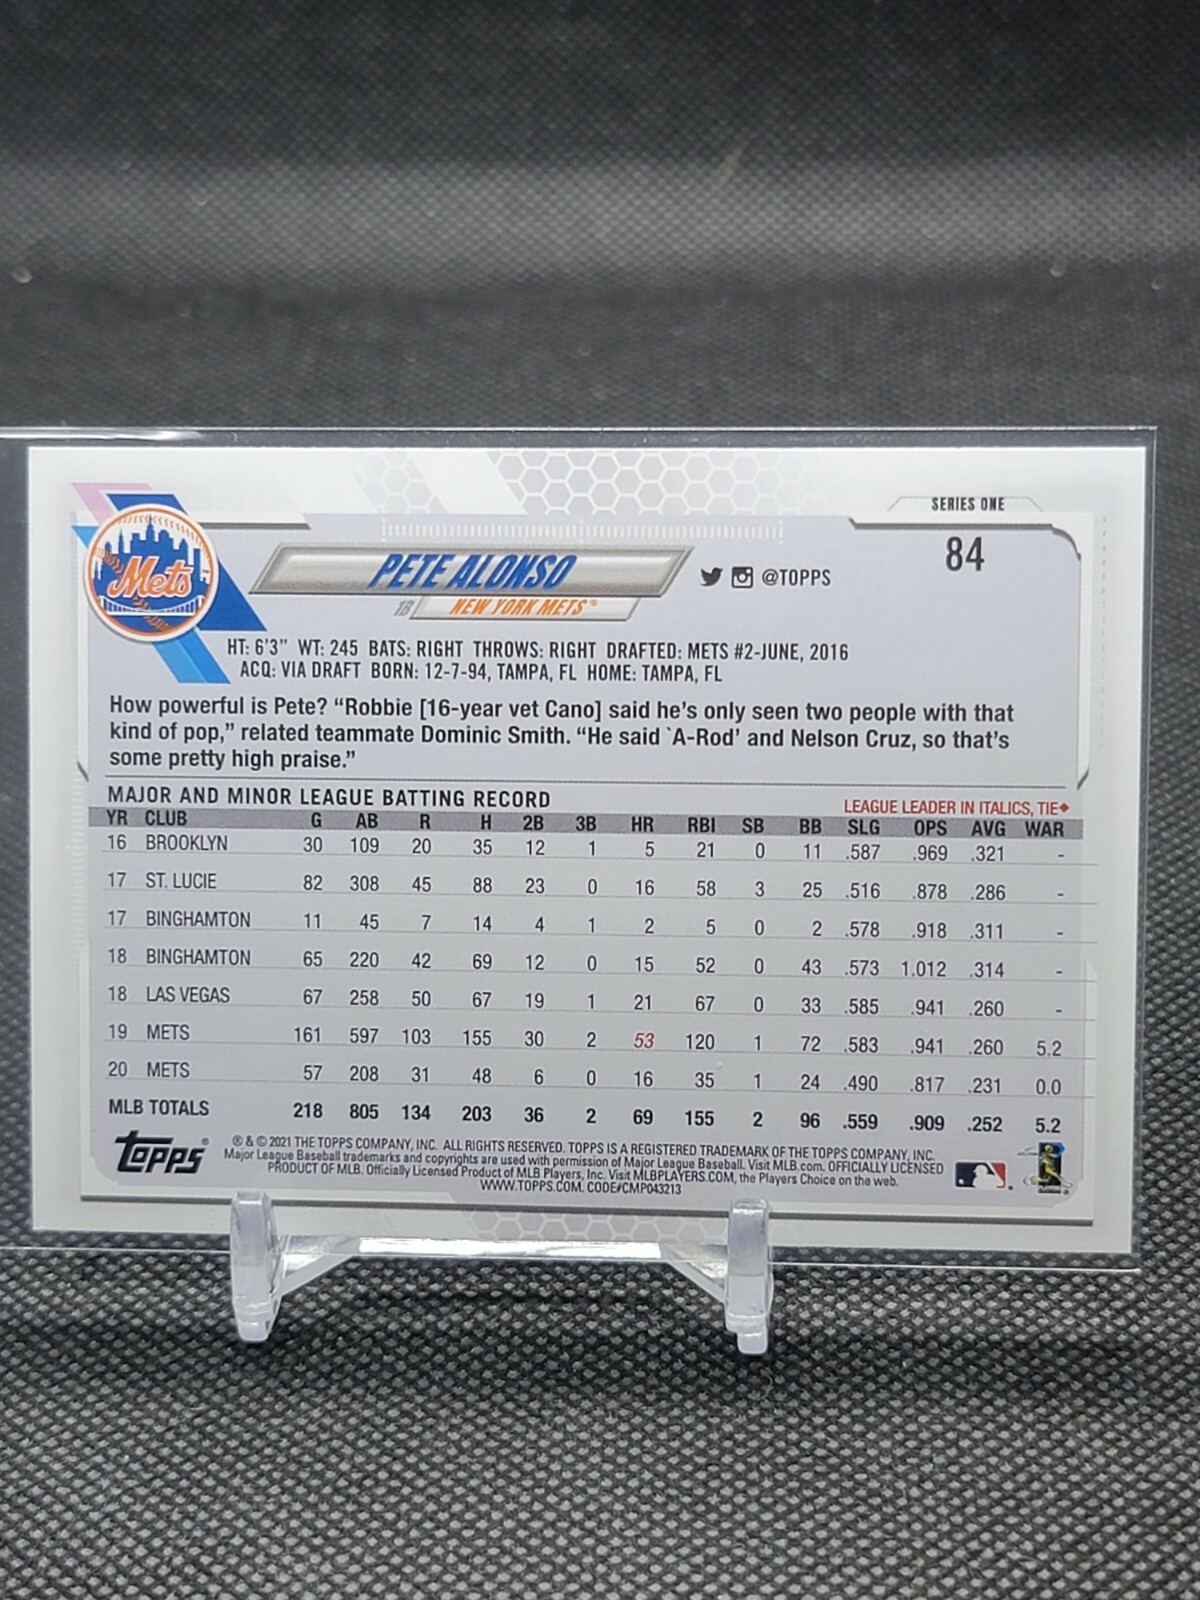 SERIES ONE
84
Mets
PETE ALONSO
@TOPPS
1B NEW YORK METS®
HT: 6'3" WT: 245 BATS: RIGHT THROWS: RIGHT DRAFTED: METS #2-JUNE, 2016
ACQ: VIA DRAFT BORN: 12-7-94, TAMPA, FL HOME: TAMPA, FL
How powerful is Pete? “Robbie [16-year vet Cano] said he's only seen two people with that
kind of pop,” related teammate Dominic Smith. “He said `A-Rod' and Nelson Cruz, so that's
some pretty high praise.”
MAJOR AND MINOR LEAGUE BATTING RECORD
LEAGUE LEADER IN ITALICS, TIE◆
YR CLUB G AB R H 2B 3B HR RBI SB BB SLG OPS AVG WAR
16 BROOKLYN 30 109 20 35 12 1 5 21 0 11 .587 .969 .321 -
17 ST. LUCIE 82 308 45 88 23 0 16 58 3 25 .516 .878 .286 -
17 BINGHAMTON 11 45 7 14 4 1 2 5 0 2 .578 .918 .311 -
18 BINGHAMTON 65 220 42 69 12 0 15 52 0 43 .573 1.012 .314 -
18 LAS VEGAS 67 258 50 67 19 1 21 67 0 33 .585 .941 .260 -
19 METS 161 597 103 155 30 2 53 120 1 72 .583 .941 .260 5.2
20 METS 57 208 31 48 6 0 16 35 1 24 .490 .817 .231 0.0
MLB TOTALS 218 805 134 203 36 2 69 155 2 96 .559 .909 .252 5.2
topps®
® & © 2021 THE TOPPS COMPANY, INC. ALL RIGHTS RESERVED. TOPPS IS A REGISTERED TRADEMARK OF THE TOPPS COMPANY, INC.
Major League Baseball trademarks and copyrights are used with permission of Major League Baseball. Visit MLB.com. OFFICIALLY LICENSED
PRODUCT OF MLB. Officially Licensed Product of MLB Players, Inc. Visit MLBPLAYERS.COM, the Players Choice on the web.
WWW.TOPPS.COM. CODE#CMP043213